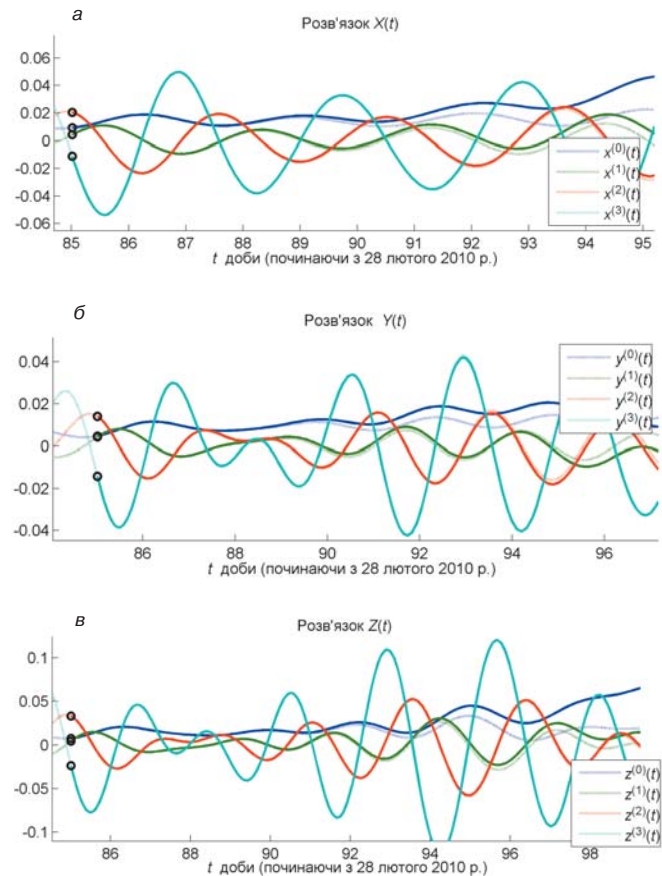 а
Розв'язок X(t)
0.06
0.04
0.02
0
-0.02
-0.04
-0.06
x⁽⁰⁾(t)
x⁽¹⁾(t)
x⁽²⁾(t)
x⁽³⁾(t)
85 86 87 88 89 90 91 92 93 94 95
t доби (починаючи з 28 лютого 2010 р.)
б
Розв'язок Y(t)
0.04
0.02
0
-0.02
-0.04
y⁽⁰⁾(t)
y⁽¹⁾(t)
y⁽²⁾(t)
y⁽³⁾(t)
86 88 90 92 94 96
t доби (починаючи з 28 лютого 2010 р.)
в
Розв'язок Z(t)
0.1
0.05
0
-0.05
-0.1
z⁽⁰⁾(t)
z⁽¹⁾(t)
z⁽²⁾(t)
z⁽³⁾(t)
86 88 90 92 94 96 98
t доби (починаючи з 28 лютого 2010 р.)